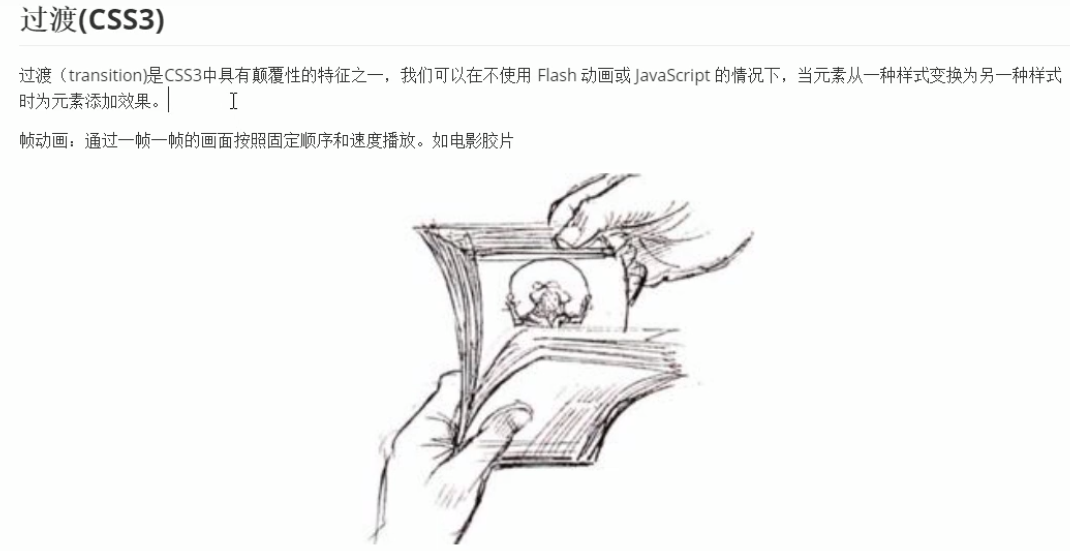 过渡(CSS3)
过渡（transition)是CSS3中具有颠覆性的特征之一，我们可以在不使用 Flash 动画或 JavaScript 的情况下，当元素从一种样式变换为另一种样式
时为元素添加效果。
帧动画：通过一帧一帧的画面按照固定顺序和速度播放。如电影胶片